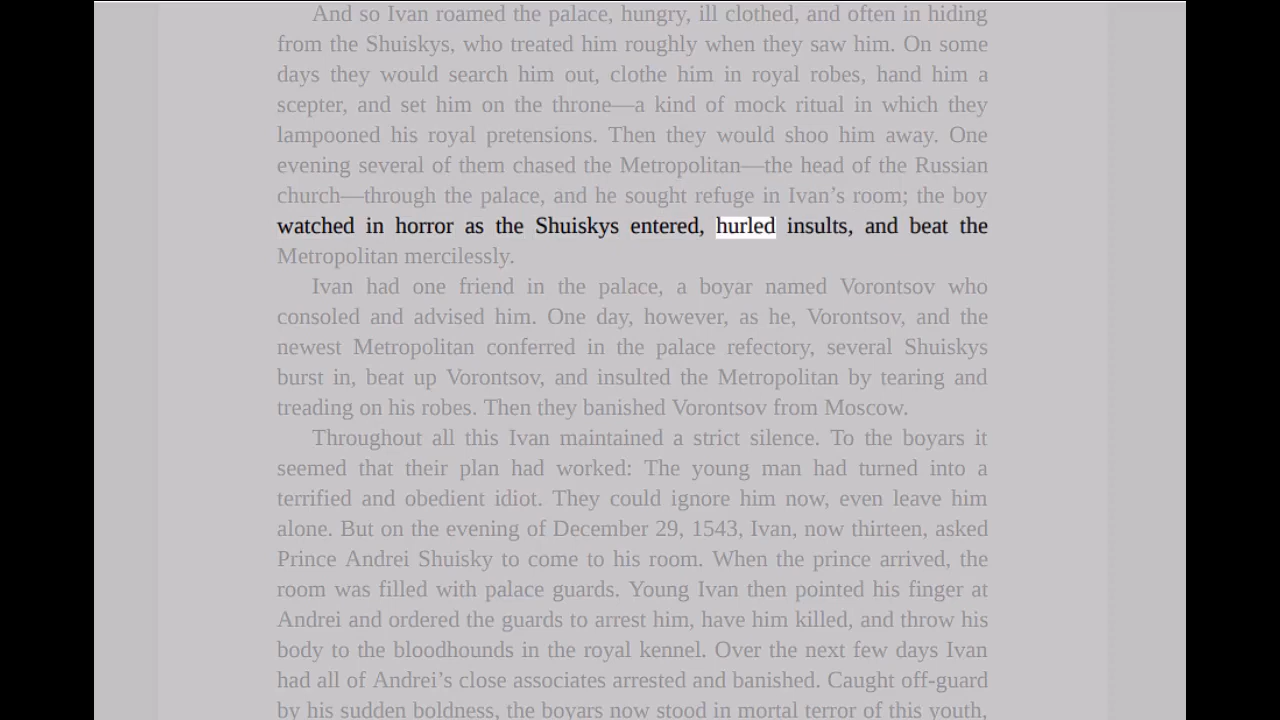 And so Ivan roamed the palace, hungry, ill clothed, and often in hiding
from the Shuiskys, who treated him roughly when they saw him. On some
days they would search him out, clothe him in royal robes, hand him a
scepter, and set him on the throne—a kind of mock ritual in which they
lampooned his royal pretensions. Then they would shoo him away. One
evening several of them chased the Metropolitan—the head of the Russian
church—through the palace, and he sought refuge in Ivan’s room; the boy
watched in horror as the Shuiskys entered, hurled insults, and beat the
Metropolitan mercilessly.
Ivan had one friend in the palace, a boyar named Vorontsov who
consoled and advised him. One day, however, as he, Vorontsov, and the
newest Metropolitan conferred in the palace refectory, several Shuiskys
burst in, beat up Vorontsov, and insulted the Metropolitan by tearing and
treading on his robes. Then they banished Vorontsov from Moscow.
Throughout all this Ivan maintained a strict silence. To the boyars it
seemed that their plan had worked: The young man had turned into a
terrified and obedient idiot. They could ignore him now, even leave him
alone. But on the evening of December 29, 1543, Ivan, now thirteen, asked
Prince Andrei Shuisky to come to his room. When the prince arrived, the
room was filled with palace guards. Young Ivan then pointed his finger at
Andrei and ordered the guards to arrest him, have him killed, and throw his
body to the bloodhounds in the royal kennel. Over the next few days Ivan
had all of Andrei’s close associates arrested and banished. Caught off-guard
by his sudden boldness, the boyars now stood in mortal terror of this youth,